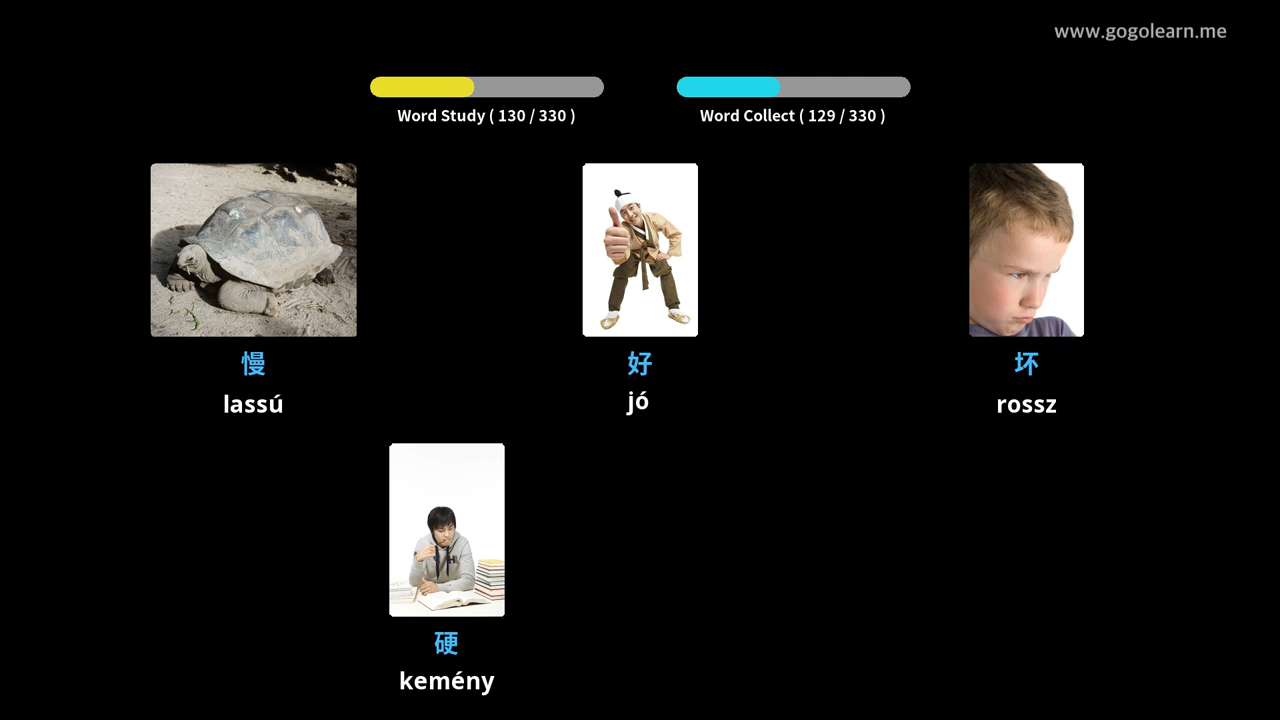 www.gogolearn.me
Word Study ( 130 / 330 )
Word Collect ( 129 / 330 )
慢
lassú
好
jó
坏
rossz
硬
kemény